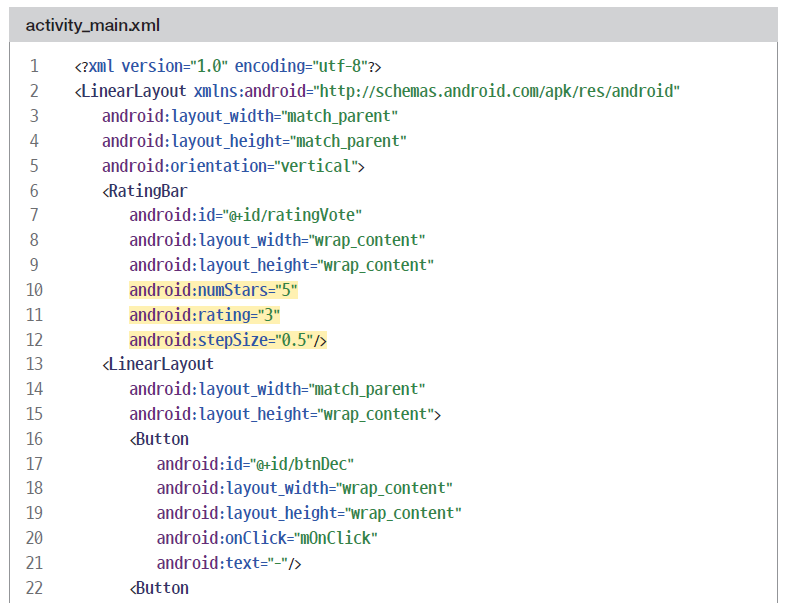 activity_main.xml
1 <?xml version="1.0" encoding="utf-8"?>
2 <LinearLayout xmlns:android="http://schemas.android.com/apk/res/android"
3 android:layout_width="match_parent"
4 android:layout_height="match_parent"
5 android:orientation="vertical">
6 <RatingBar
7 android:id="@+id/ratingVote"
8 android:layout_width="wrap_content"
9 android:layout_height="wrap_content"
10 android:numStars="5"
11 android:rating="3"
12 android:stepSize="0.5"/>
13 <LinearLayout
14 android:layout_width="match_parent"
15 android:layout_height="wrap_content">
16 <Button
17 android:id="@+id/btnDec"
18 android:layout_width="wrap_content"
19 android:layout_height="wrap_content"
20 android:onClick="mOnClick"
21 android:text="-"/>
22 <Button